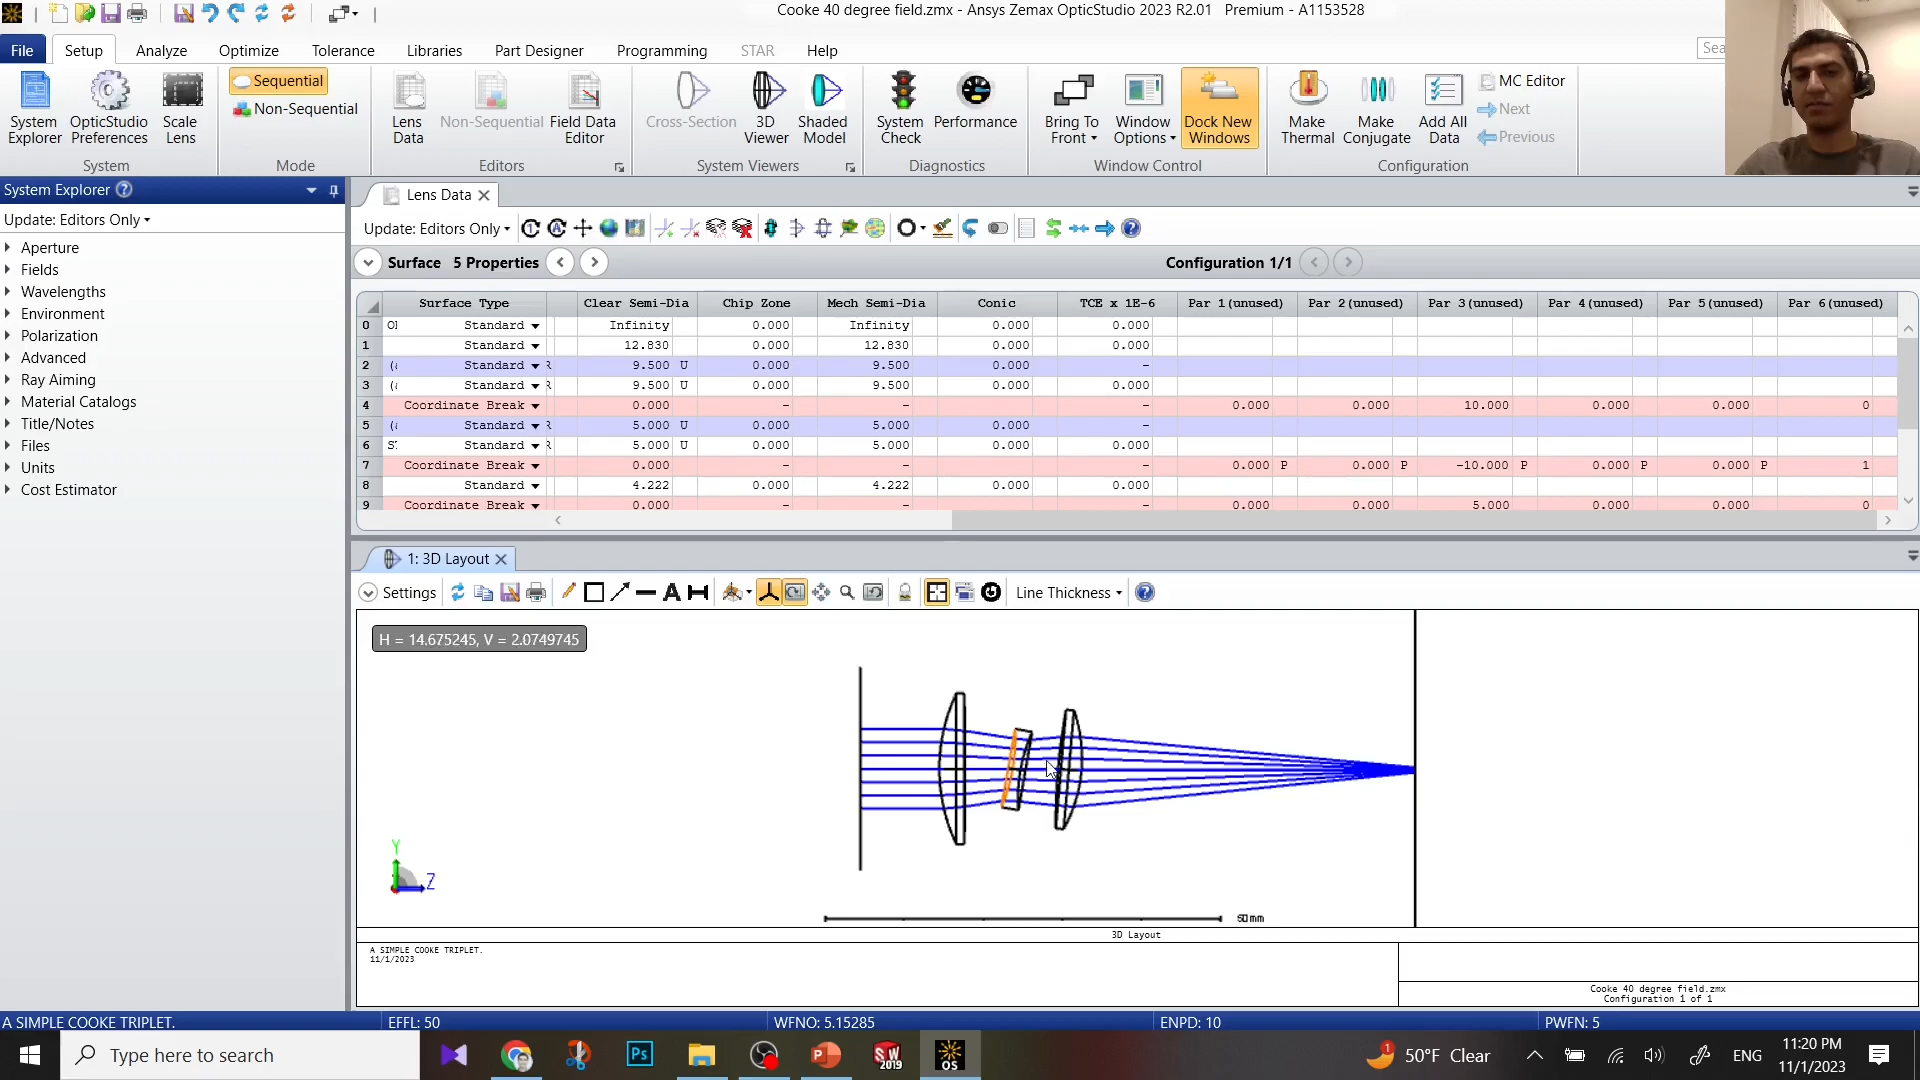 Cooke 40 degree field.zmx - Ansys Zemax OpticStudio 2023 R2.01   Premium - A1153528
File Setup Analyze Optimize Tolerance Libraries Part Designer Programming STAR Help Sea
Sequential
Non-Sequential
System Explorer
OpticStudio Preferences
Scale Lens
Lens Data
Non-Sequential
Field Data Editor
Cross-Section
3D Viewer
Shaded Model
System Check
Performance
Bring To Front
Window Options
Dock New Windows
Make Thermal
Make Conjugate
Add All Data
MC Editor
Next
Previous
System Mode Editors System Viewers Diagnostics Window Control Configuration
System Explorer
Update: Editors Only
Aperture
Fields
Wavelengths
Environment
Polarization
Advanced
Ray Aiming
Material Catalogs
Title/Notes
Files
Units
Cost Estimator
Lens Data
Update: Editors Only
Surface 5 Properties Configuration 1/1
Surface Type Clear Semi-Dia Chip Zone Mech Semi-Dia Conic TCE x 1E-6 Par 1(unused) Par 2(unused) Par 3(unused) Par 4(unused) Par 5(unused) Par 6(unused)
0 Standard Infinity 0.000 Infinity 0.000 0.000
1 Standard 12.830 0.000 12.830 0.000 0.000
2 (a Standard R 9.500 U 0.000 9.500 0.000 -
3 (a Standard R 9.500 U 0.000 9.500 0.000 0.000
4 Coordinate Break 0.000 - - - 0.000 0.000 10.000 0.000 0.000 0
5 (a Standard R 5.000 U 0.000 5.000 0.000 -
6 Standard R 5.000 U 0.000 5.000 0.000 0.000
7 Coordinate Break 0.000 - - - 0.000 P 0.000 P -10.000 P 0.000 P 0.000 P 1
8 Standard 4.222 0.000 4.222 0.000 0.000
9 Coordinate Break 0.000 - - - 0.000 0.000 5.000 0.000 0.000 0
1: 3D Layout
Settings Line Thickness
H = 14.675245, V = 2.0749745
Y
Z
50 mm
3D Layout
A SIMPLE COOKE TRIPLET.
11/1/2023
Cooke 40 degree field.zmx
Configuration 1 of 1
A SIMPLE COOKE TRIPLET. EFFL: 50 WFNO: 5.15285 ENPD: 10 PWFN: 5
Type here to search
Ps
SW 2019
OS
1
50°F Clear
ENG
11:20 PM
11/1/2023